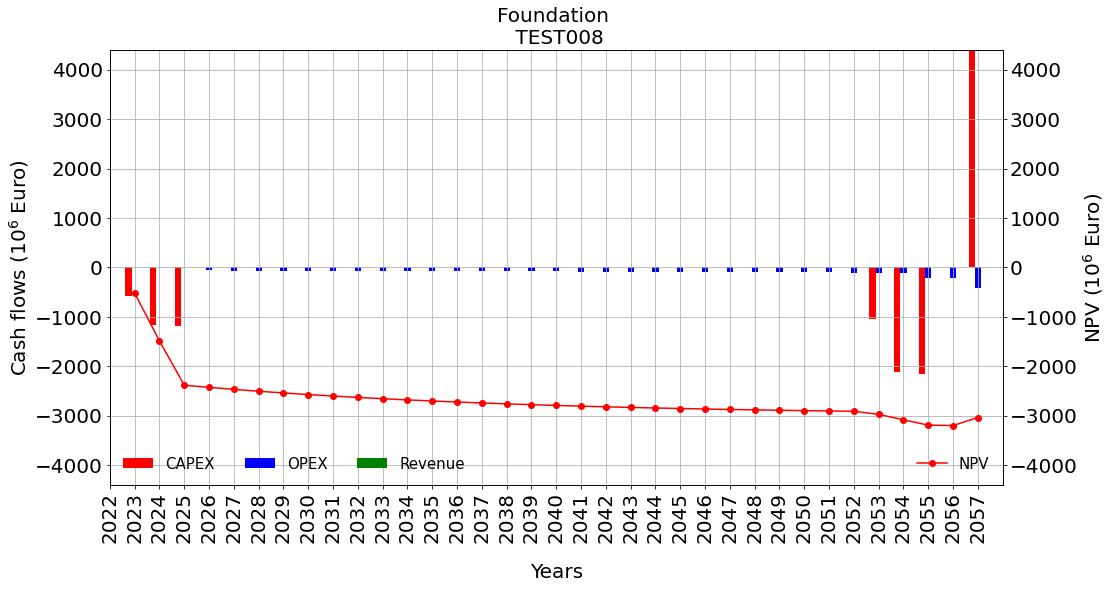 Foundation
TEST008
Cash flows (10⁶ Euro)
4000
3000
2000
1000
0
−1000
−2000
−3000
−4000
4000
3000
2000
1000
0
−1000
−2000
−3000
−4000
NPV (10⁶ Euro)
CAPEX OPEX Revenue NPV
2022 2023 2024 2025 2026 2027 2028 2029 2030 2031 2032 2033 2034 2035 2036 2037 2038 2039 2040 2041 2042 2043 2044 2045 2046 2047 2048 2049 2050 2051 2052 2053 2054 2055 2056 2057
Years